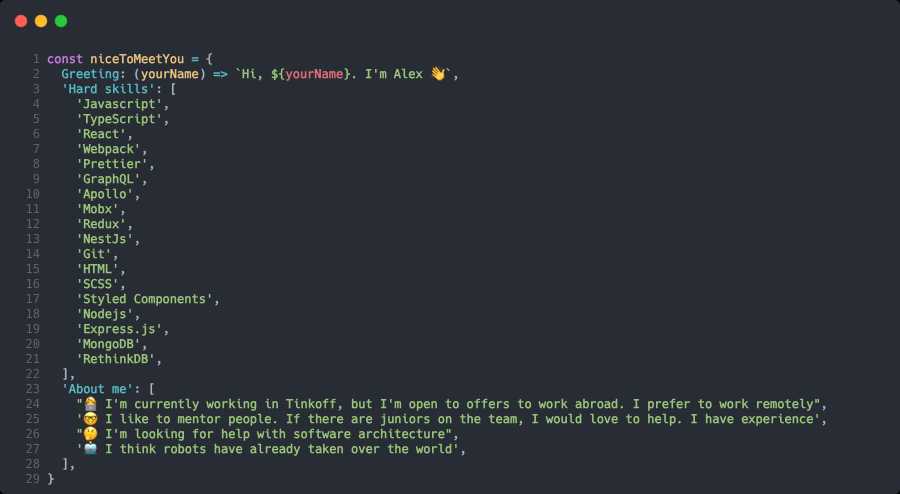 1 const niceToMeetYou = {
2   Greeting: (yourName) => `Hi, ${yourName}. I'm Alex 👋`,
3   'Hard skills': [
4     'Javascript',
5     'TypeScript',
6     'React',
7     'Webpack',
8     'Prettier',
9     'GraphQL',
10     'Apollo',
11     'Mobx',
12     'Redux',
13     'NestJs',
14     'Git',
15     'HTML',
16     'SCSS',
17     'Styled Components',
18     'Nodejs',
19     'Express.js',
20     'MongoDB',
21     'RethinkDB',
22   ],
23   'About me': [
24     "👨‍💻 I'm currently working in Tinkoff, but I'm open to offers to work abroad. I prefer to work remotely",
25     '🤓 I like to mentor people. If there are juniors on the team, I would love to help. I have experience',
26     "🤔 I'm looking for help with software architecture",
27     '🤖 I think robots have already taken over the world',
28   ],
29 }